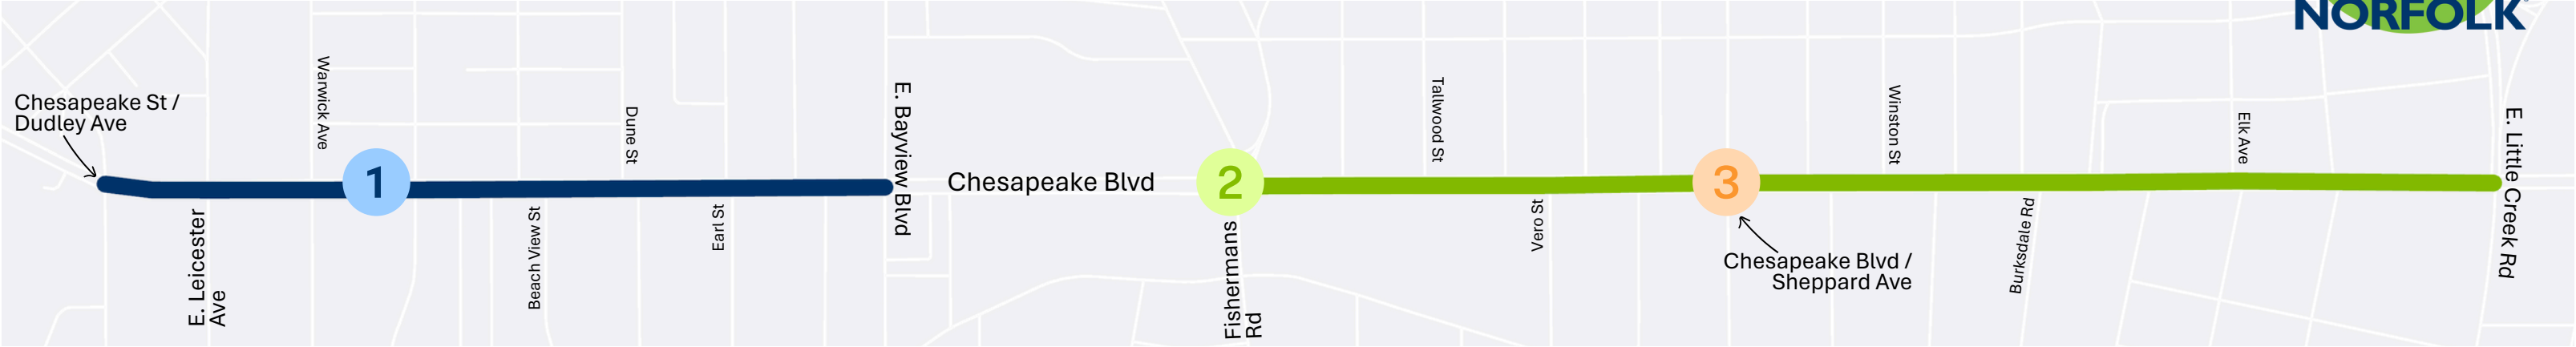 NORFOLK
Chesapeake St /
Dudley Ave
Warwick Ave
Dune St
E. Bayview Blvd
Tallwood St
Winston St
Elk Ave
E. Little Creek Rd
1
Chesapeake Blvd
2
3
E. Leicester
Ave
Beach View St
Earl St
Fishermans
Rd
Vero St
Chesapeake Blvd /
Sheppard Ave
Burksdale Rd